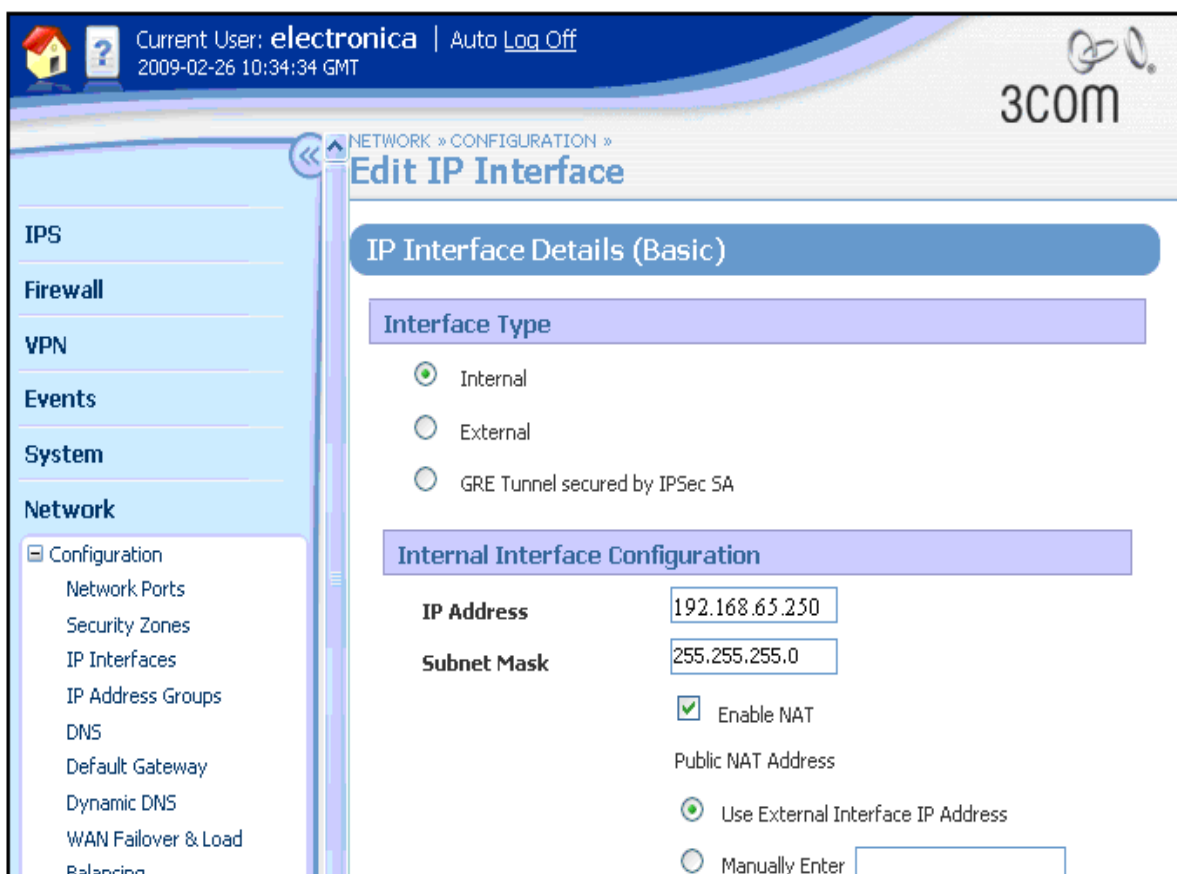 Current User: electronica | Auto Log Off
2009-02-26 10:34:34 GMT
3COM
NETWORK » CONFIGURATION »
Edit IP Interface
IPS
Firewall
VPN
Events
System
Network
Configuration
Network Ports
Security Zones
IP Interfaces
IP Address Groups
DNS
Default Gateway
Dynamic DNS
WAN Failover & Load
Balancing
IP Interface Details (Basic)
Interface Type
Internal
External
GRE Tunnel secured by IPSec SA
Internal Interface Configuration
IP Address 192.168.65.250
Subnet Mask 255.255.255.0
Enable NAT
Public NAT Address
Use External Interface IP Address
Manually Enter